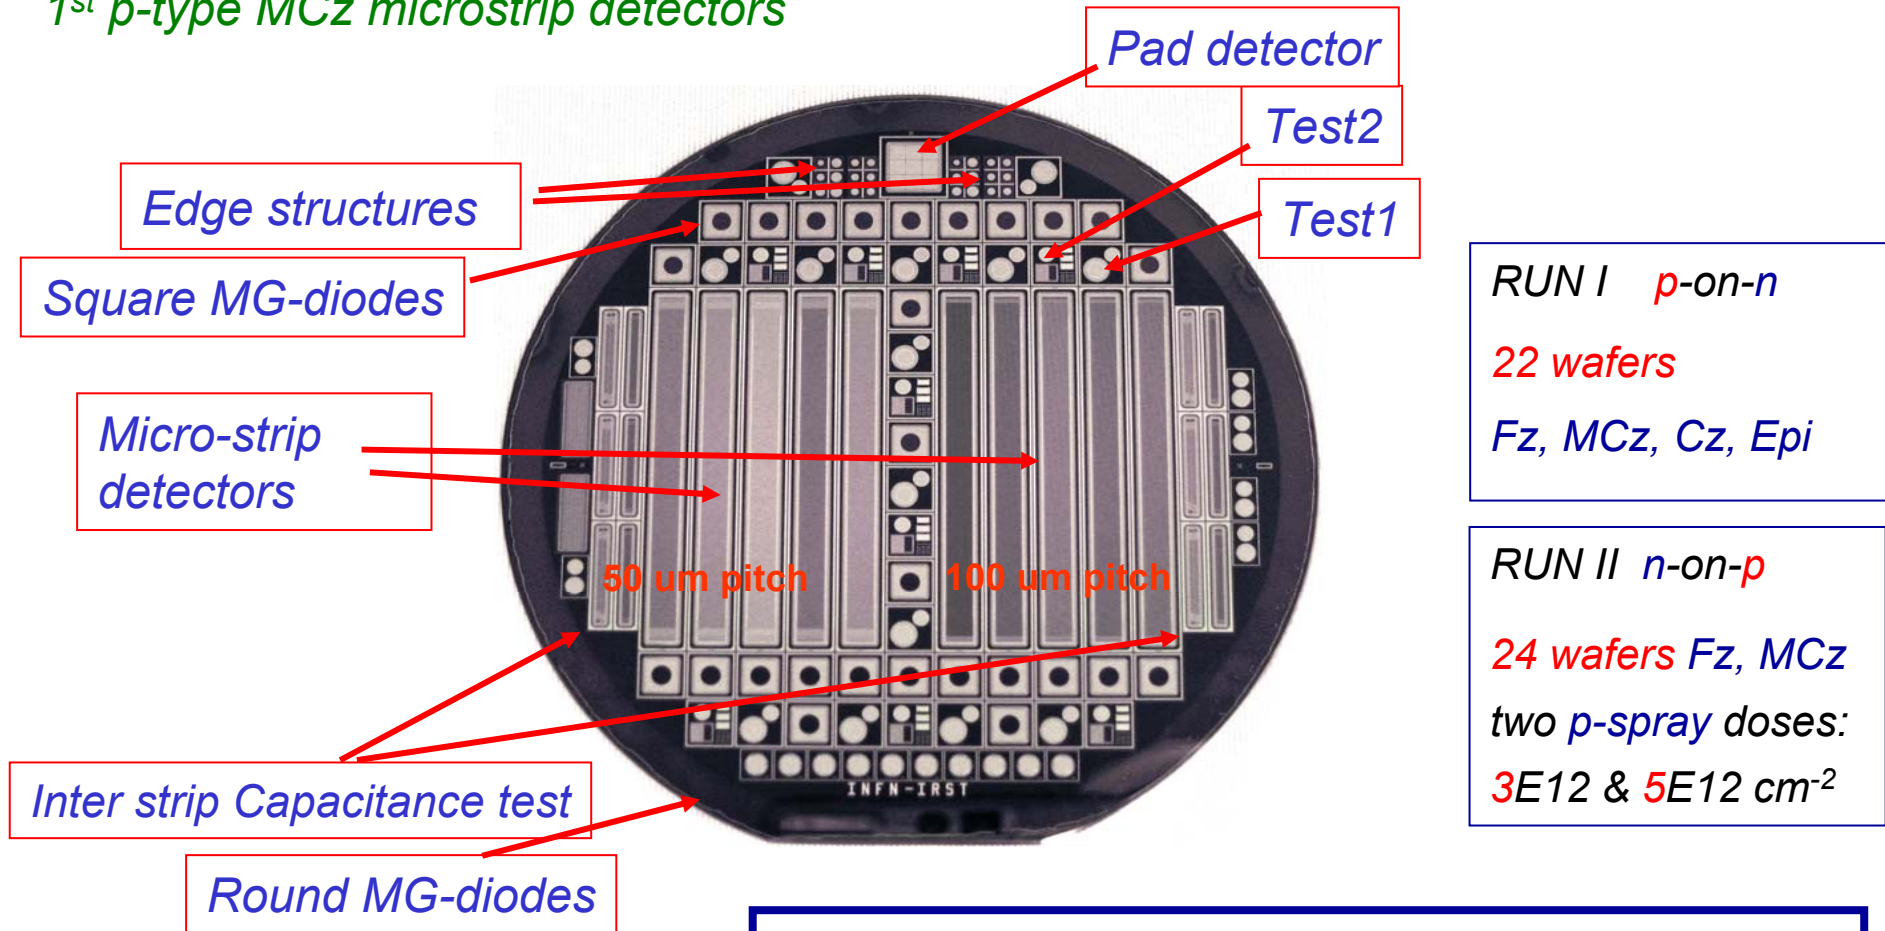 1st p-type MCz microstrip detectors
Pad detector
Test2
Test1
Edge structures
Square MG-diodes
Micro-strip
detectors
50 um pitch
100 um pitch
INFN-IRST
Inter strip Capacitance test
Round MG-diodes
RUN I p-on-n
22 wafers
Fz, MCz, Cz, Epi
RUN II n-on-p
24 wafers Fz, MCz
two p-spray doses:
3E12 & 5E12 cm-2